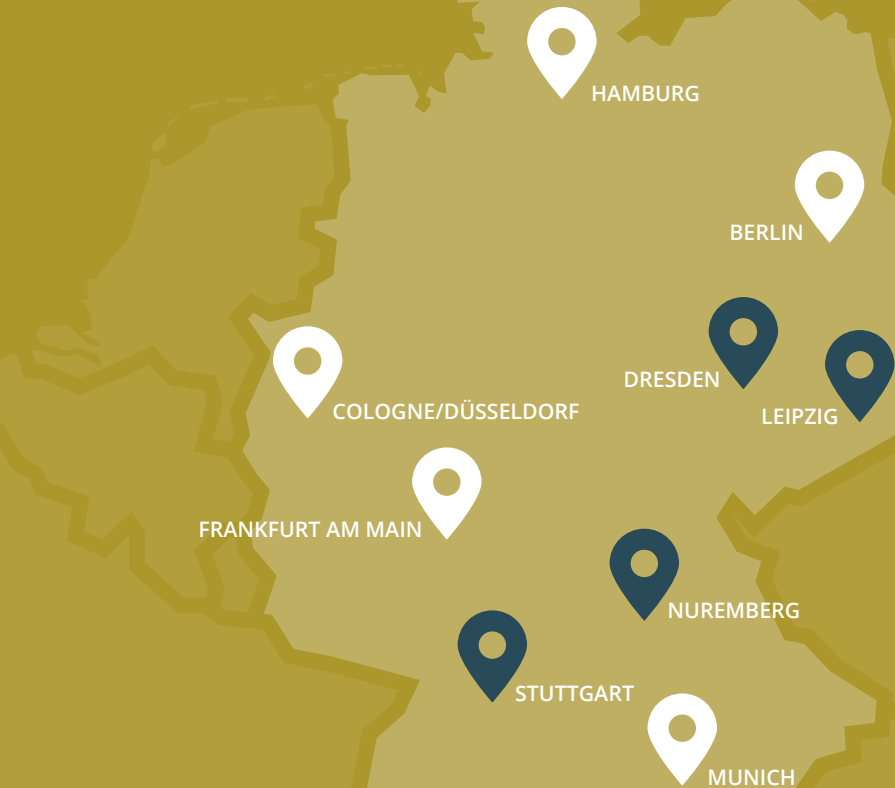 HAMBURG
BERLIN
DRESDEN
COLOGNE/DÜSSELDORF
LEIPZIG
FRANKFURT AM MAIN
NUREMBERG
STUTTGART
MUNICH